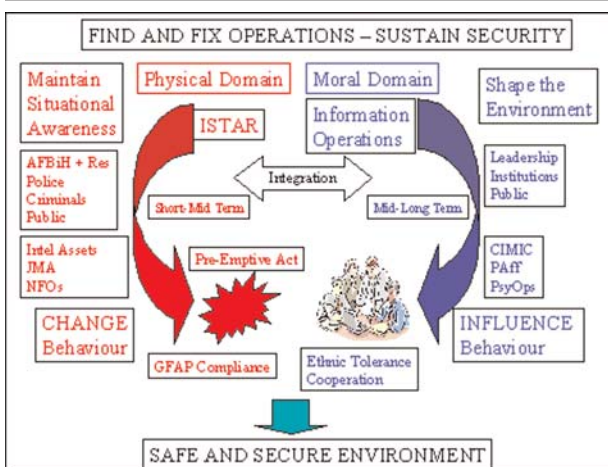 FIND AND FIX OPERATIONS – SUSTAIN SECURITY
Maintain
Situational
Awareness
Physical Domain
Moral Domain
Shape the
Environment
ISTAR
Information
Operations
AFBiH + Res
Police
Criminals
Public
Integration
Leadership
Institutions
Public
Short-Mid Term
Mid-Long Term
Intel Assets
JMA
NFOs
Pre-Emptive Act
CIMIC
PAff
PsyOps
CHANGE
Behaviour
INFLUENCE
Behaviour
GFAP Compliance
Ethnic Tolerance
Cooperation
SAFE AND SECURE ENVIRONMENT